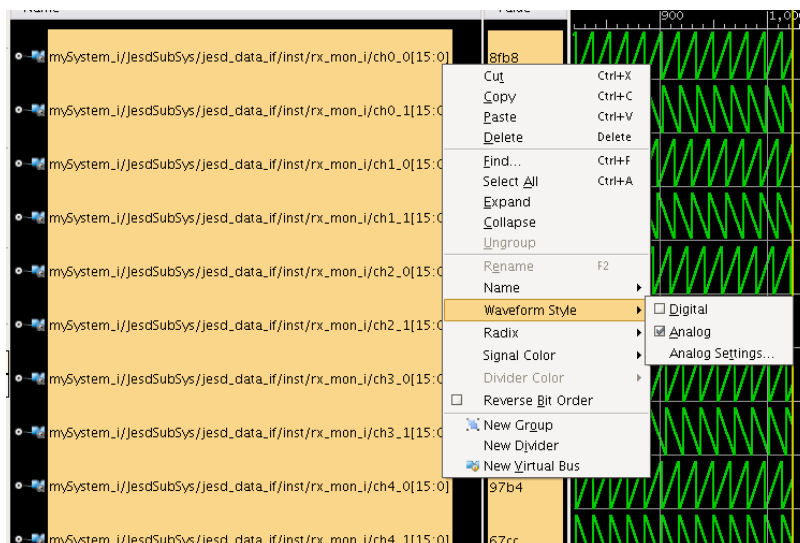 Name Value
900 1,00
mySystem_i/JesdSubSys/jesd_data_if/inst/rx_mon_i/ch0_0[15:0] 8fb8
mySystem_i/JesdSubSys/jesd_data_if/inst/rx_mon_i/ch0_1[15:0
mySystem_i/JesdSubSys/jesd_data_if/inst/rx_mon_i/ch1_0[15:0
mySystem_i/JesdSubSys/jesd_data_if/inst/rx_mon_i/ch1_1[15:0
mySystem_i/JesdSubSys/jesd_data_if/inst/rx_mon_i/ch2_0[15:0
mySystem_i/JesdSubSys/jesd_data_if/inst/rx_mon_i/ch2_1[15:0
mySystem_i/JesdSubSys/jesd_data_if/inst/rx_mon_i/ch3_0[15:0
mySystem_i/JesdSubSys/jesd_data_if/inst/rx_mon_i/ch3_1[15:0
mySystem_i/JesdSubSys/jesd_data_if/inst/rx_mon_i/ch4_0[15:0] 97b4
mySystem_i/JesdSubSys/jesd_data_if/inst/rx_mon_i/ch4_1[15:0] 67cc
Cut Ctrl+X
Copy Ctrl+C
Paste Ctrl+V
Delete Delete
Find... Ctrl+F
Select All Ctrl+A
Expand
Collapse
Ungroup
Rename F2
Name
Waveform Style
Radix
Signal Color
Divider Color
Reverse Bit Order
New Group
New Divider
New Virtual Bus
Digital
Analog
Analog Settings...